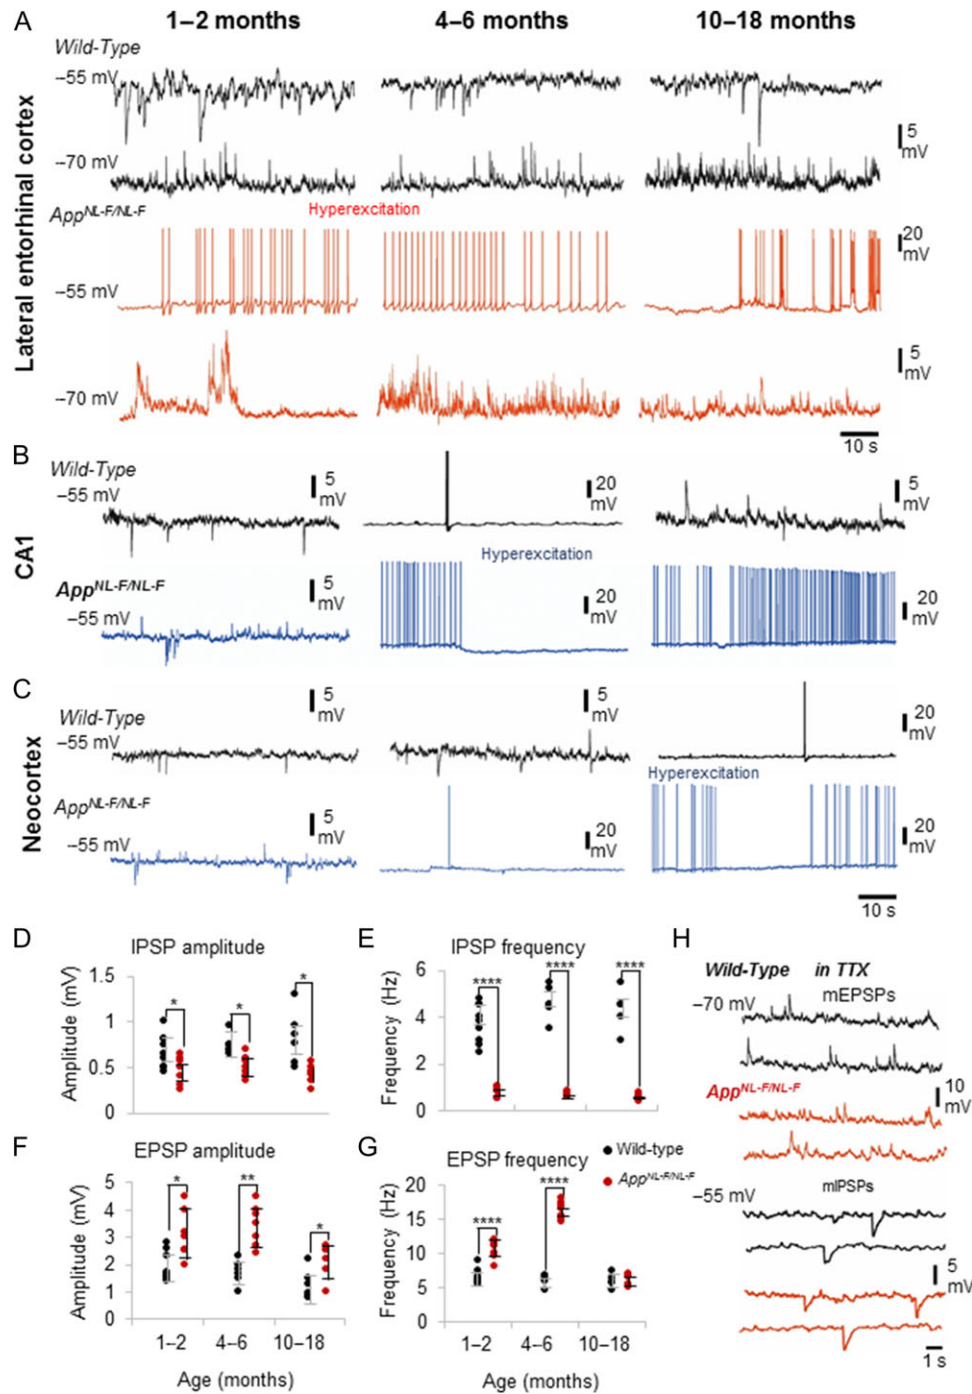 A
1–2 months
4–6 months
10–18 months
Lateral entorhinal cortex
Wild-Type
–55 mV
5
mV
–70 mV
App^NL-F/NL-F
Hyperexcitation
20
mV
–55 mV
5
mV
–70 mV
10 s
B
CA1
Wild-Type
–55 mV
5
mV
20
mV
5
mV
Hyperexcitation
App^NL-F/NL-F
–55 mV
5
mV
20
mV
20
mV
C
Neocortex
Wild-Type
–55 mV
5
mV
5
mV
20
mV
Hyperexcitation
App^NL-F/NL-F
–55 mV
5
mV
20
mV
20
mV
10 s
D
IPSP amplitude
Amplitude (mV)
1.5
1
0.5
0
*
*
*
E
IPSP frequency
Frequency (Hz)
6
4
2
0
****
****
****
F
EPSP amplitude
Amplitude (mV)
5
4
3
2
1
0
*
**
*
1–2
4–6
10–18
Age (months)
G
EPSP frequency
Wild-type
App^NL-F/NL-F
Frequency (Hz)
20
15
10
5
0
****
****
1–2
4–6
10–18
Age (months)
H
Wild-Type in TTX
–70 mV
mEPSPs
App^NL-F/NL-F
10
mV
–55 mV
mIPSPs
5
mV
1 s